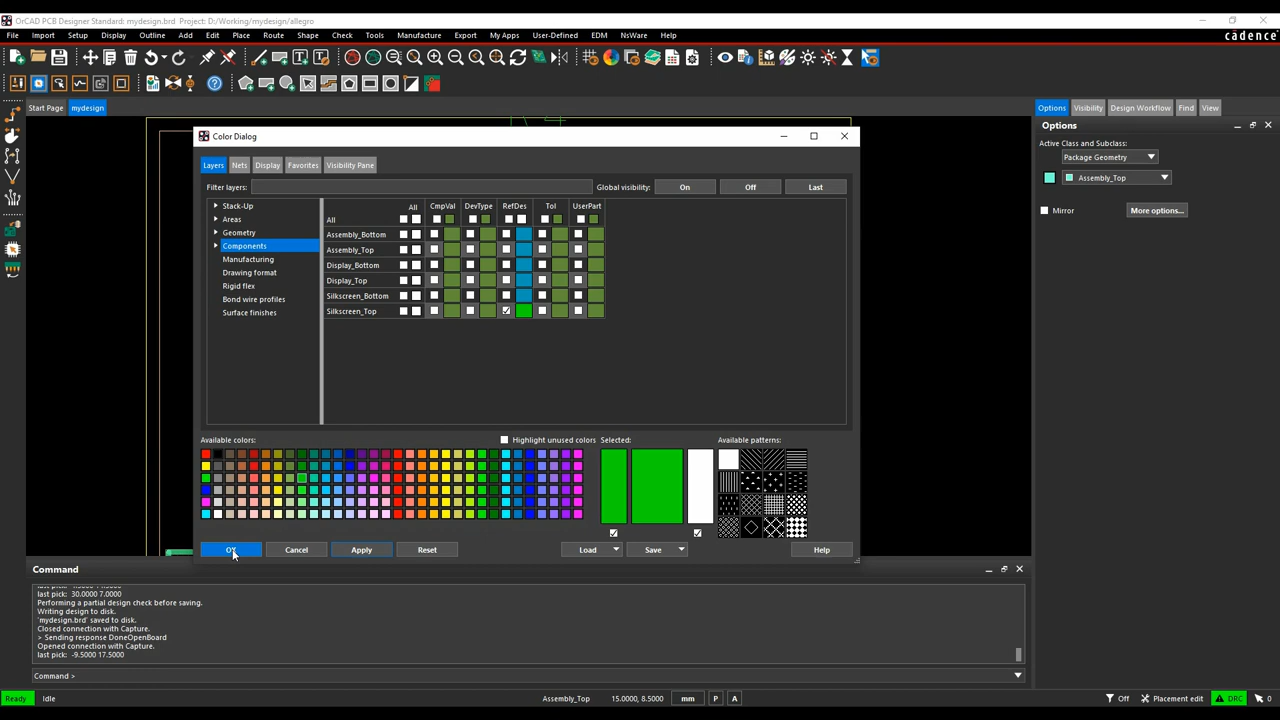 OrCAD PCB Designer Standard: mydesign.brd Project: D:/Working/mydesign/allegro
File Import Setup Display Outline Add Edit Place Route Shape Check Tools Manufacture Export My Apps User-Defined EDM NsWare Help
cādence
Start Page mydesign
Options Visibility Design Workflow Find View
Options
Active Class and Subclass:
Package Geometry
Assembly_Top
Mirror More options...
Color Dialog
Layers Nets Display Favorites Visibility Pane
Filter layers: Global visibility: On Off Last
Stack-Up
Areas
Geometry
Components
Manufacturing
Drawing format
Rigid flex
Bond wire profiles
Surface finishes
All CmpVal DevType RefDes Tol UserPart
All
Assembly_Bottom
Assembly_Top
Display_Bottom
Display_Top
Silkscreen_Bottom
Silkscreen_Top
Available colors: Highlight unused colors Selected: Available patterns:
OK Cancel Apply Reset Load Save Help
Command
last pick: 30.0000 7.0000
Performing a partial design check before saving.
Writing design to disk.
'mydesign.brd' saved to disk.
Closed connection with Capture.
> Sending response DoneOpenBoard
Opened connection with Capture.
last pick: -9.5000 17.5000
Command >
Ready Idle Assembly_Top 15.0000, 8.5000 mm P A Off Placement edit DRC 0